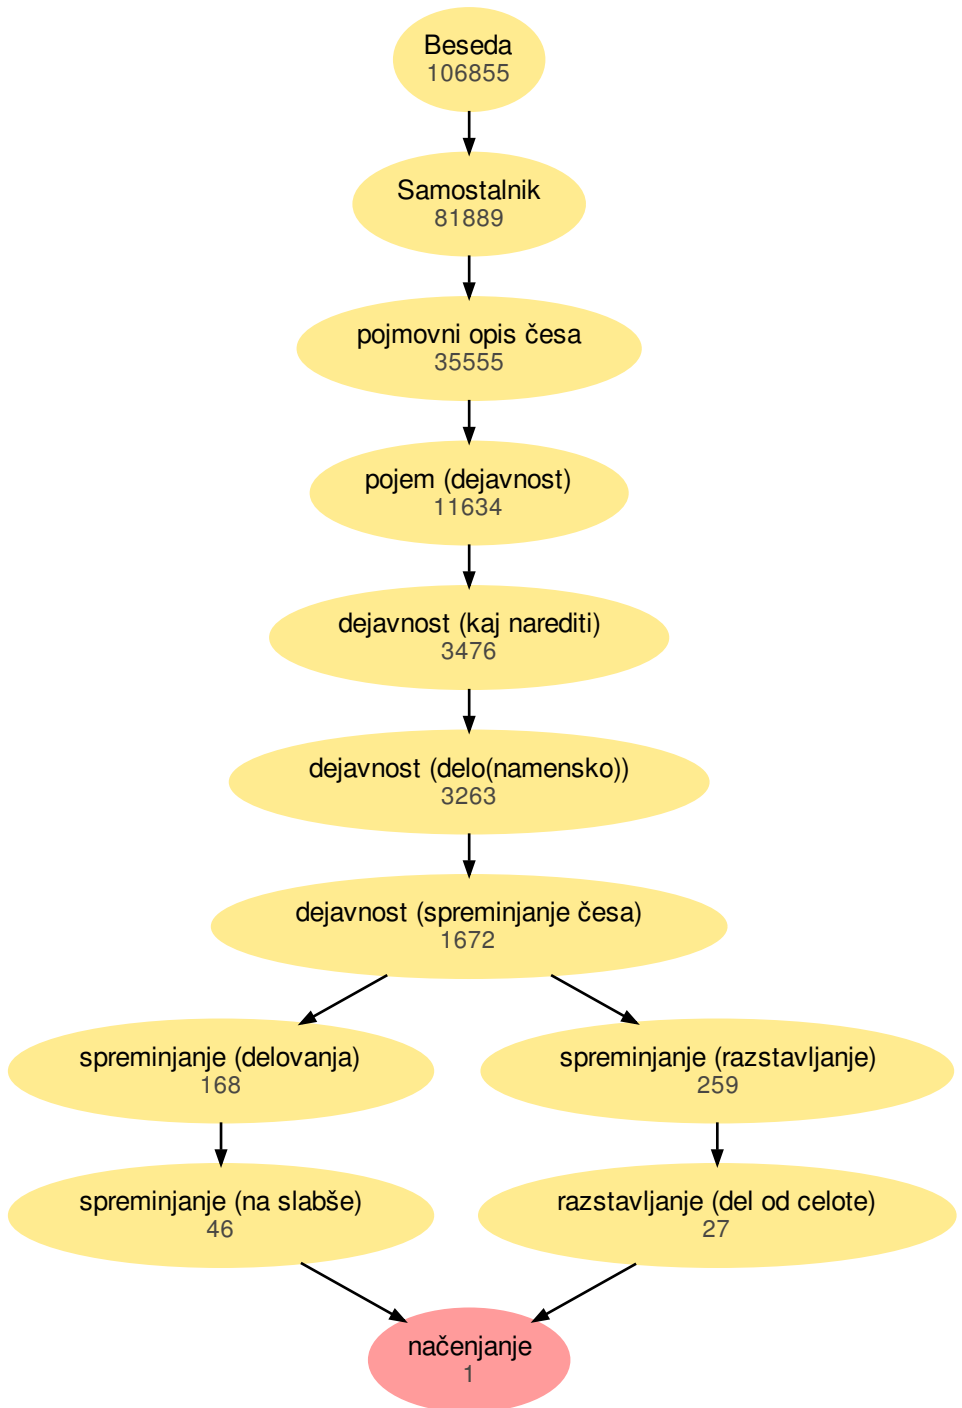 Beseda
106855
Samostalnik
81889
pojmovni opis česa
35555
pojem (dejavnost)
11634
dejavnost (kaj narediti)
3476
dejavnost (delo(namensko))
3263
dejavnost (spreminjanje česa)
1672
spreminjanje (delovanja)
168
spreminjanje (razstavljanje)
259
spreminjanje (na slabše)
46
razstavljanje (del od celote)
27
načenjanje
1